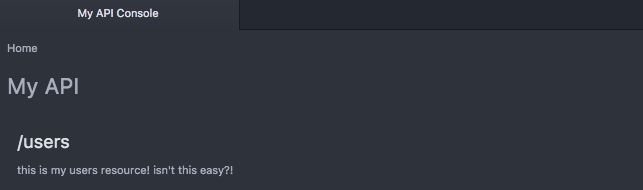 My API Console
Home
My API
/users
this is my users resource! isn't this easy?!